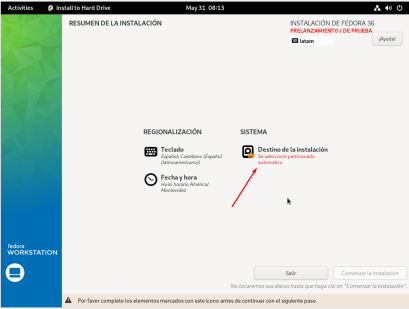 Activities Install to Hard Drive May 31 08:13
RESUMEN DE LA INSTALACIÓN
INSTALACIÓN DE FEDORA 36
PRELANZAMIENTO / DE PRUEBA
latam
¡Ayuda!
REGIONALIZACIÓN
SISTEMA
Teclado
Español; Castellano (Español
(latinoamericano))
Destino de la instalación
Se seleccionó particionado
automático
Fecha y hora
Huso horario América/
Montevideo
fedora
WORKSTATION
Salir
Comenzar la instalación
No tocaremos sus discos hasta que haga clic en "Comenzar la instalación".
Por favor complete los elementos marcados con este icono antes de continuar con el siguiente paso.